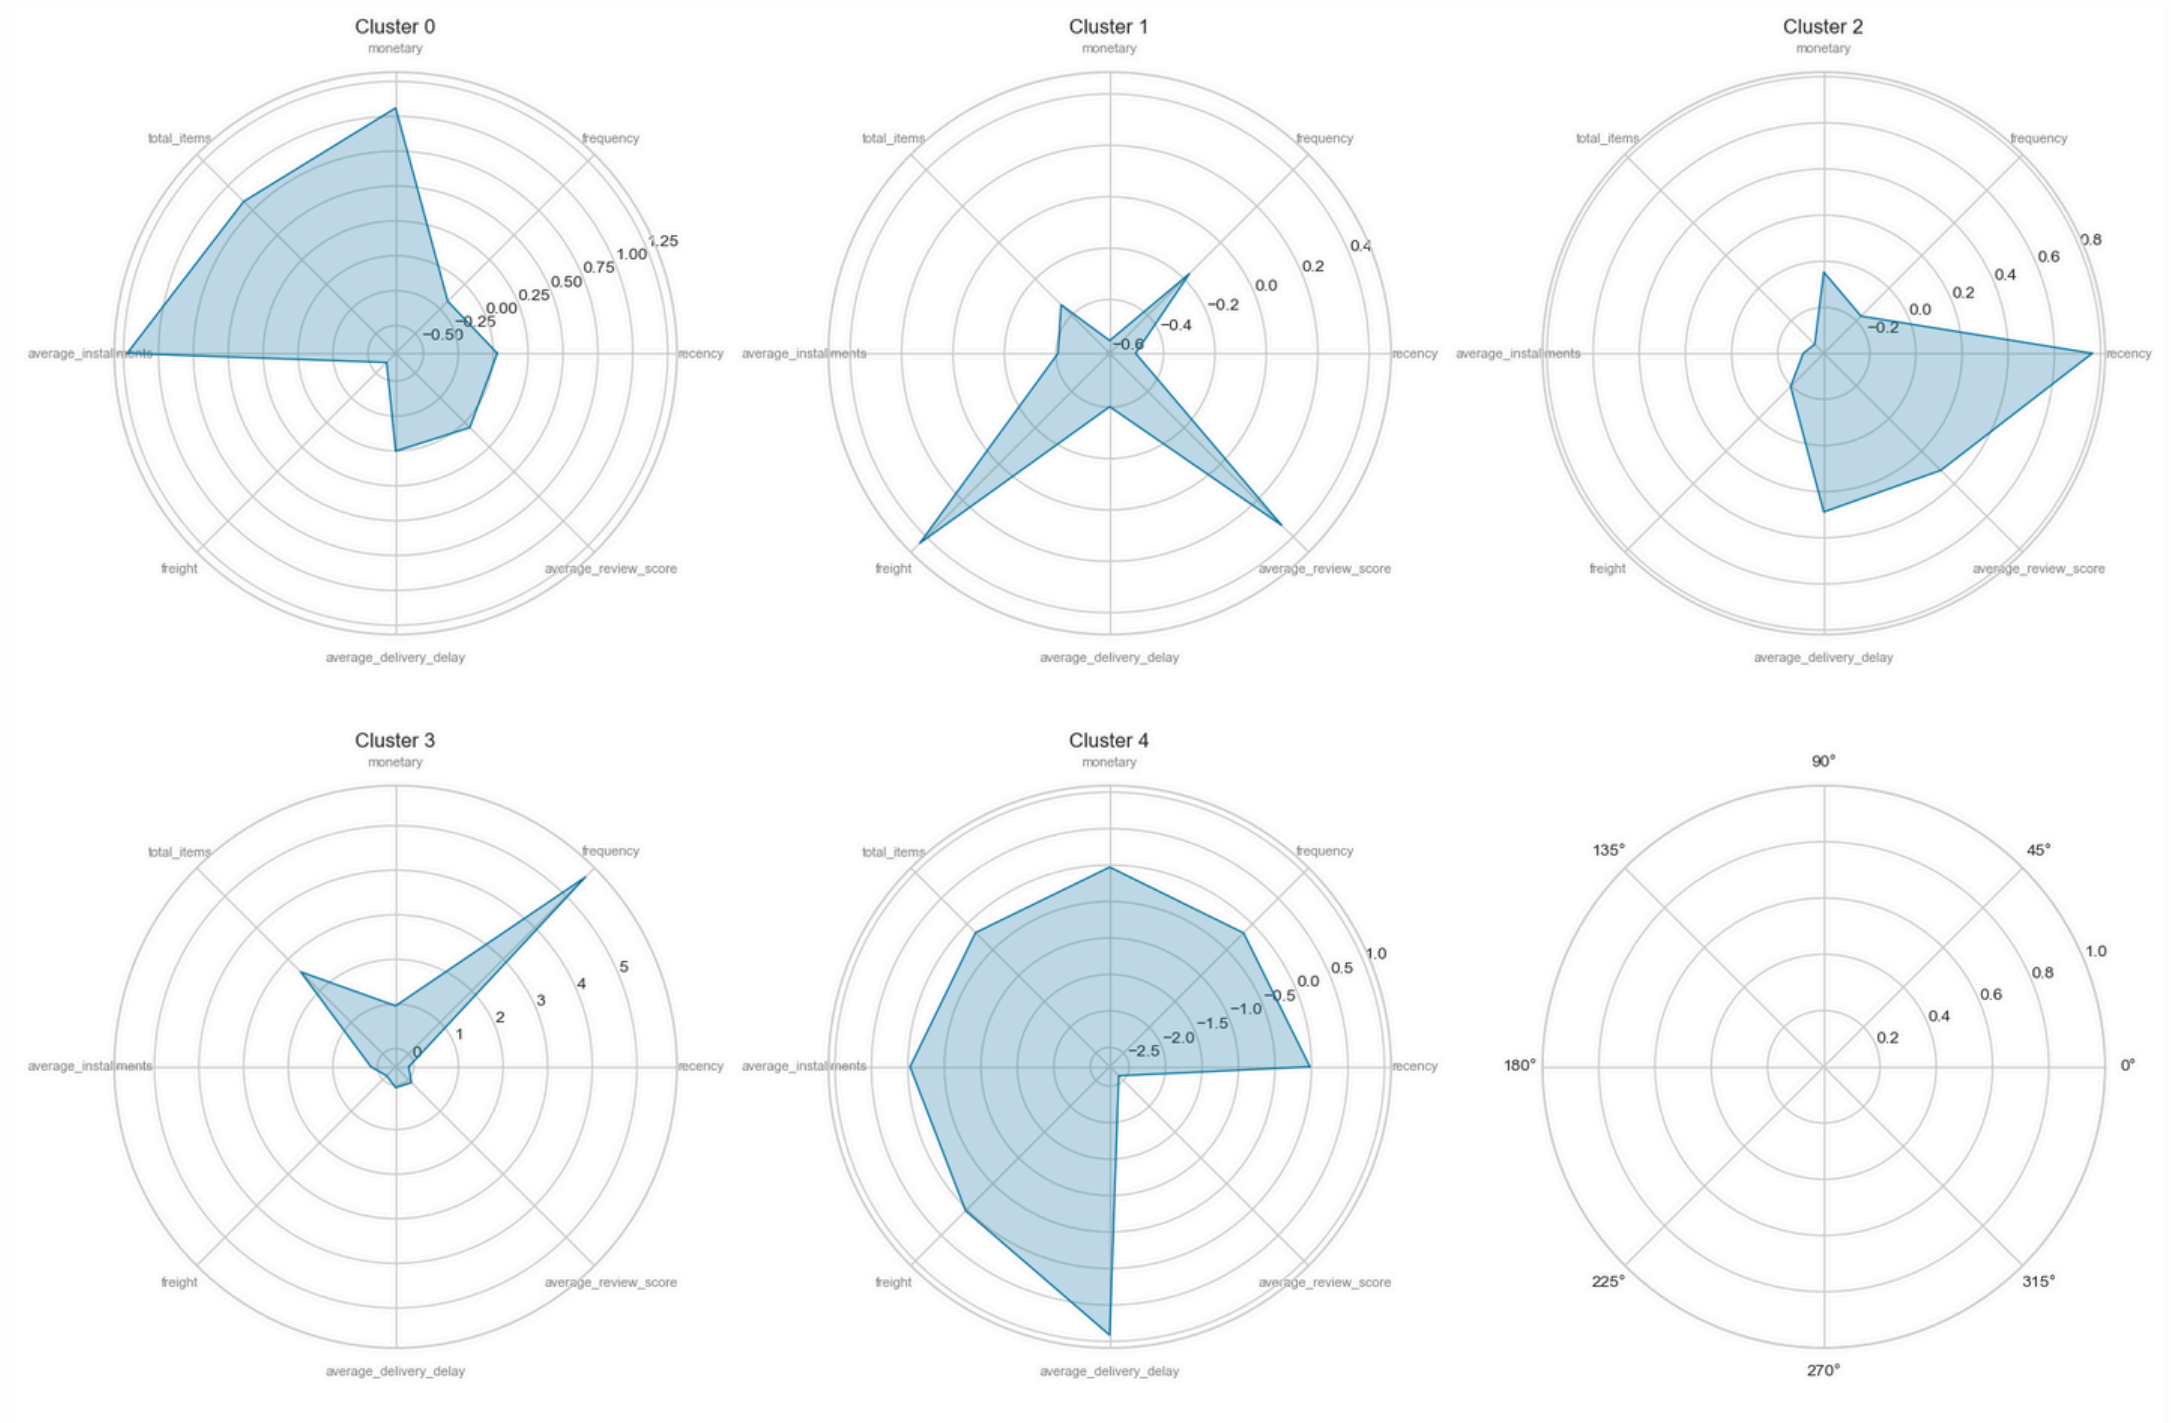 Cluster 0
monetary
total_items
frequency
1.25
1.00
0.75
0.50
0.25
0.00
−0.25
−0.50
average_installments
recency
freight
average_review_score
average_delivery_delay
Cluster 1
monetary
total_items
frequency
0.4
0.2
0.0
−0.2
−0.4
−0.6
average_installments
recency
freight
average_review_score
average_delivery_delay
Cluster 2
monetary
total_items
frequency
0.8
0.6
0.4
0.2
0.0
−0.2
average_installments
recency
freight
average_review_score
average_delivery_delay
Cluster 3
monetary
total_items
frequency
5
4
3
2
1
0
average_installments
recency
freight
average_review_score
average_delivery_delay
Cluster 4
monetary
total_items
frequency
1.0
0.5
0.0
−0.5
−1.0
−1.5
−2.0
−2.5
average_installments
recency
freight
average_review_score
average_delivery_delay
90°
135°
45°
1.0
0.8
0.6
0.4
0.2
180°
0°
225°
315°
270°